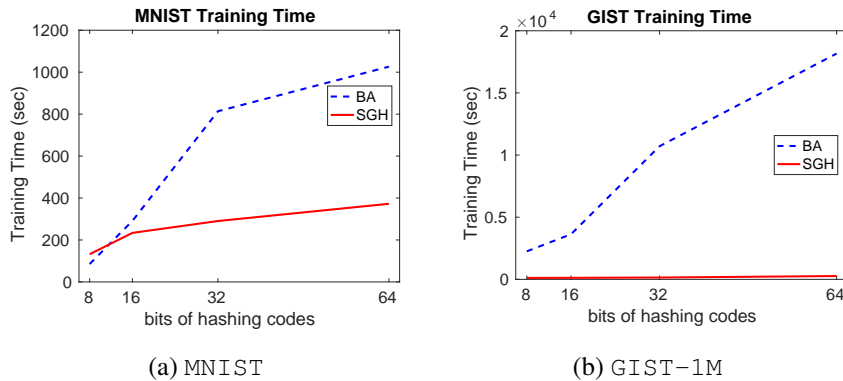 MNIST Training Time
1200
1000
800
600
400
200
0
Training Time (sec)
BA
SGH
8 16 32 64
bits of hashing codes
(a) MNIST
GIST Training Time
×10⁴
2
1.5
1
0.5
0
Training Time (sec)
BA
SGH
8 16 32 64
bits of hashing codes
(b) GIST-1M